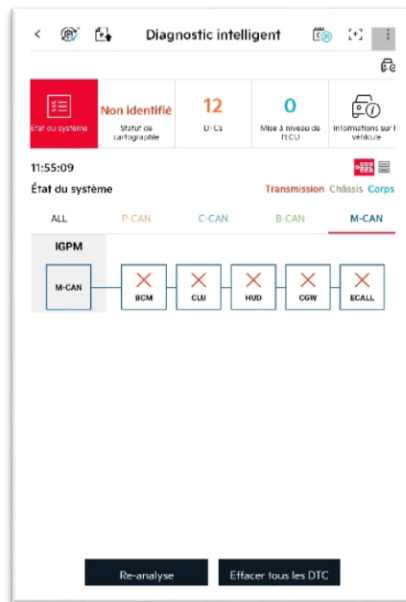 Diagnostic intelligent
État du système
Non identifié
Statut de
cartographie
12
DTCs
0
Mise à niveau de
l'ECU
Informations sur l
véhicule
11:55:09
État du système
Transmission Châssis Corps
ALL P-CAN C-CAN B-CAN M-CAN
IGPM
M-CAN
BCM CLU HUD CGW ECALL
Re-analyse Effacer tous les DTC